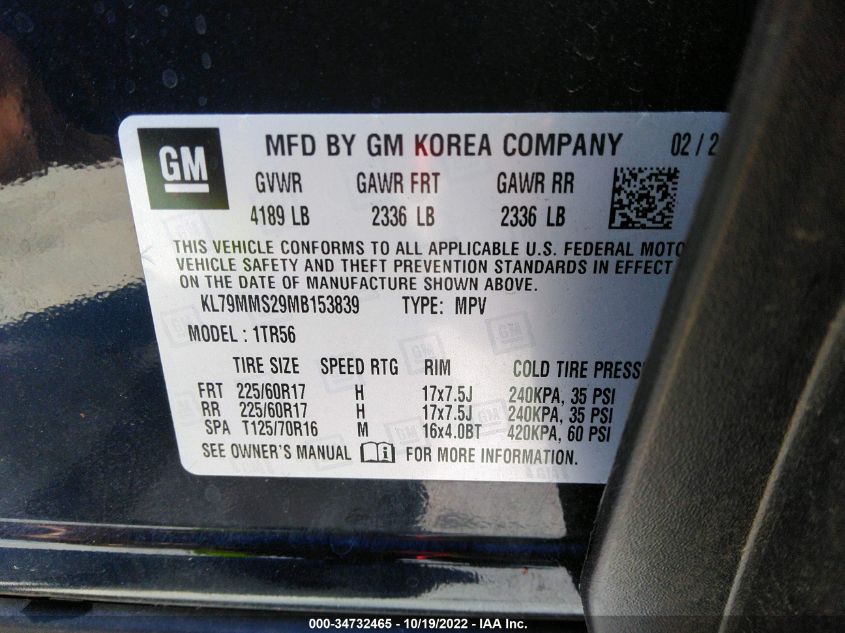 GM MFD BY GM KOREA COMPANY 02/2
GVWR GAWR FRT GAWR RR
4189 LB 2336 LB 2336 LB
THIS VEHICLE CONFORMS TO ALL APPLICABLE U.S. FEDERAL MOTO
VEHICLE SAFETY AND THEFT PREVENTION STANDARDS IN EFFECT
ON THE DATE OF MANUFACTURE SHOWN ABOVE.
KL79MMS29MB153839 TYPE: MPV
MODEL : 1TR56
TIRE SIZE SPEED RTG RIM COLD TIRE PRESS
FRT 225/60R17 H 17x7.5J 240KPA, 35 PSI
RR 225/60R17 H 17x7.5J 240KPA, 35 PSI
SPA T125/70R16 M 16x4.0BT 420KPA, 60 PSI
SEE OWNER'S MANUAL i FOR MORE INFORMATION.
000-34732465 - 10/19/2022 - IAA Inc.